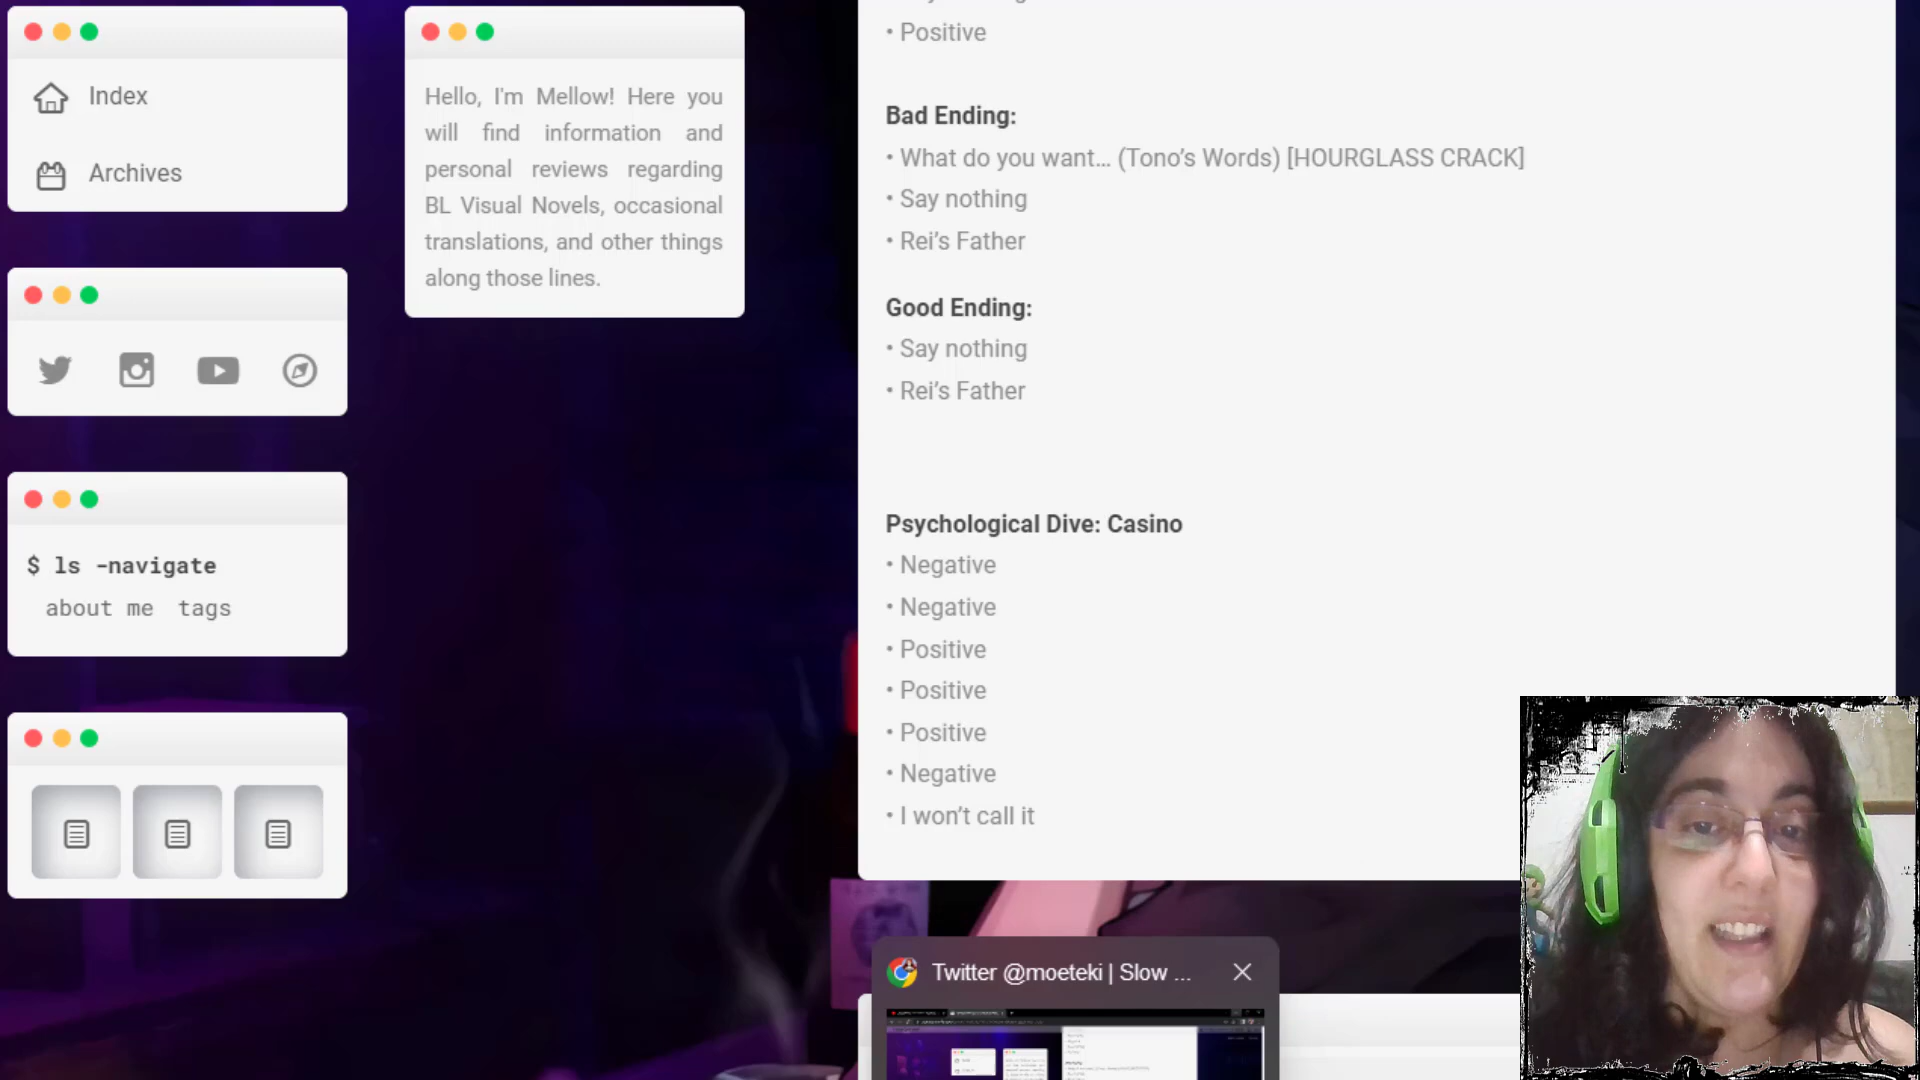 Index
Archives
$ ls -navigate
about me tags
Hello, I'm Mellow! Here you
will find information and
personal reviews regarding
BL Visual Novels, occasional
translations, and other things
along those lines.
• Positive
Bad Ending:
• What do you want… (Tono’s Words) [HOURGLASS CRACK]
• Say nothing
• Rei’s Father
Good Ending:
• Say nothing
• Rei’s Father
Psychological Dive: Casino
• Negative
• Negative
• Positive
• Positive
• Positive
• Negative
• I won’t call it
Twitter @moeteki | Slow ...